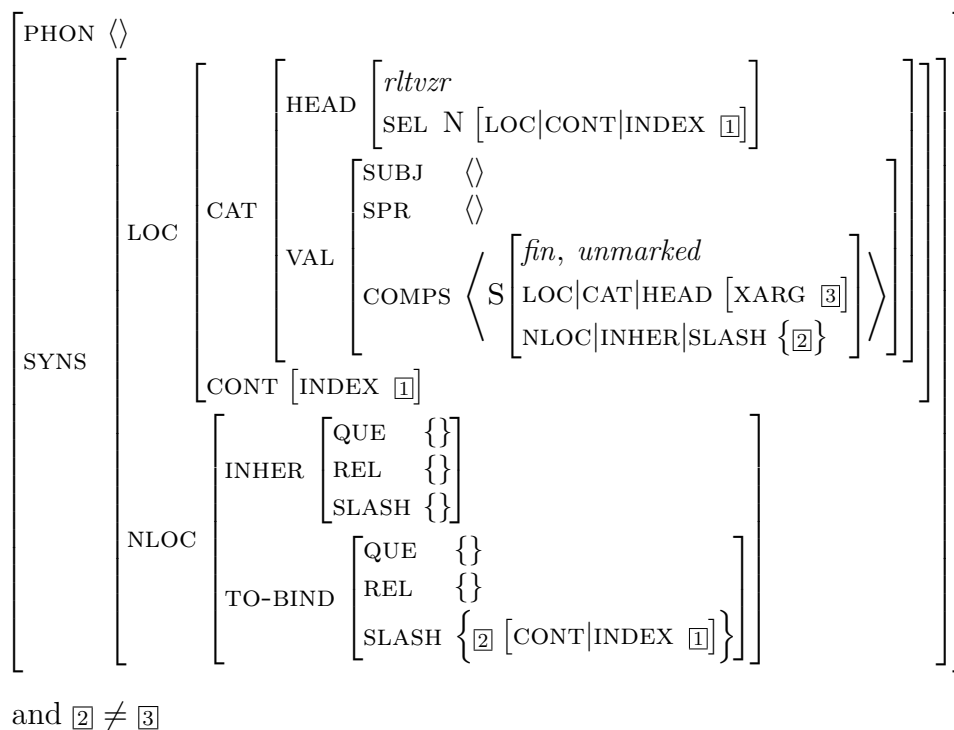 PHON ⟨⟩
rltvzr
HEAD
SEL N [LOC|CONT|INDEX 1]
SUBJ ⟨⟩
SPR ⟨⟩
LOC CAT
VAL
fin, unmarked
COMPS ⟨ S LOC|CAT|HEAD [XARG 3] ⟩
NLOC|INHER|SLASH {2}
SYNS
CONT [INDEX 1]
QUE {}
INHER REL {}
SLASH {}
NLOC
QUE {}
TO-BIND REL {}
SLASH {2 [CONT|INDEX 1]}
and 2 ≠ 3